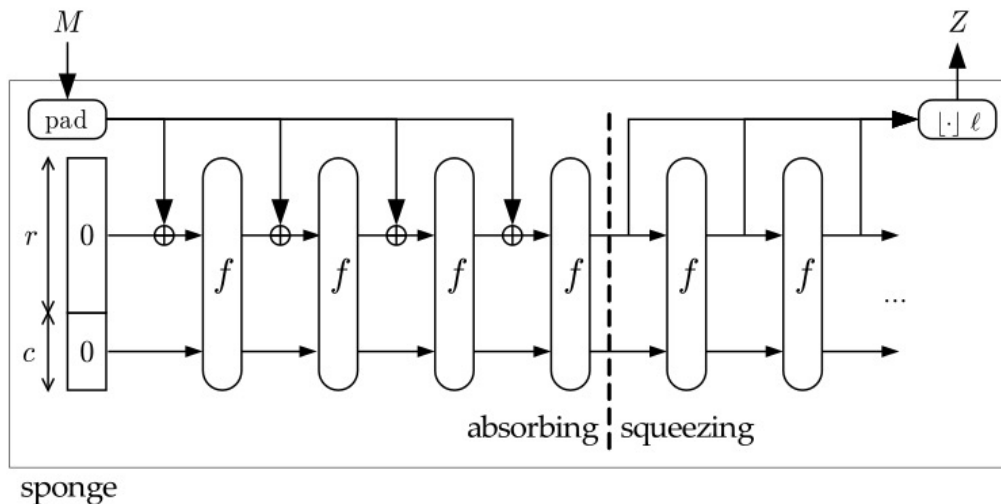 M Z
pad ⌊·⌋ ℓ
r 0 f f f f f f
c 0 ...
absorbing squeezing
sponge